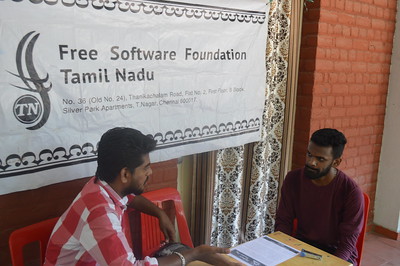 Free Software Foundation
Tamil Nadu
No. 36 (Old No. 24), Thanikachalam Road, Flat No. 2, Floor, B Block,
Silver Park Apartments, T.Nagar, Chennai 600017
TN